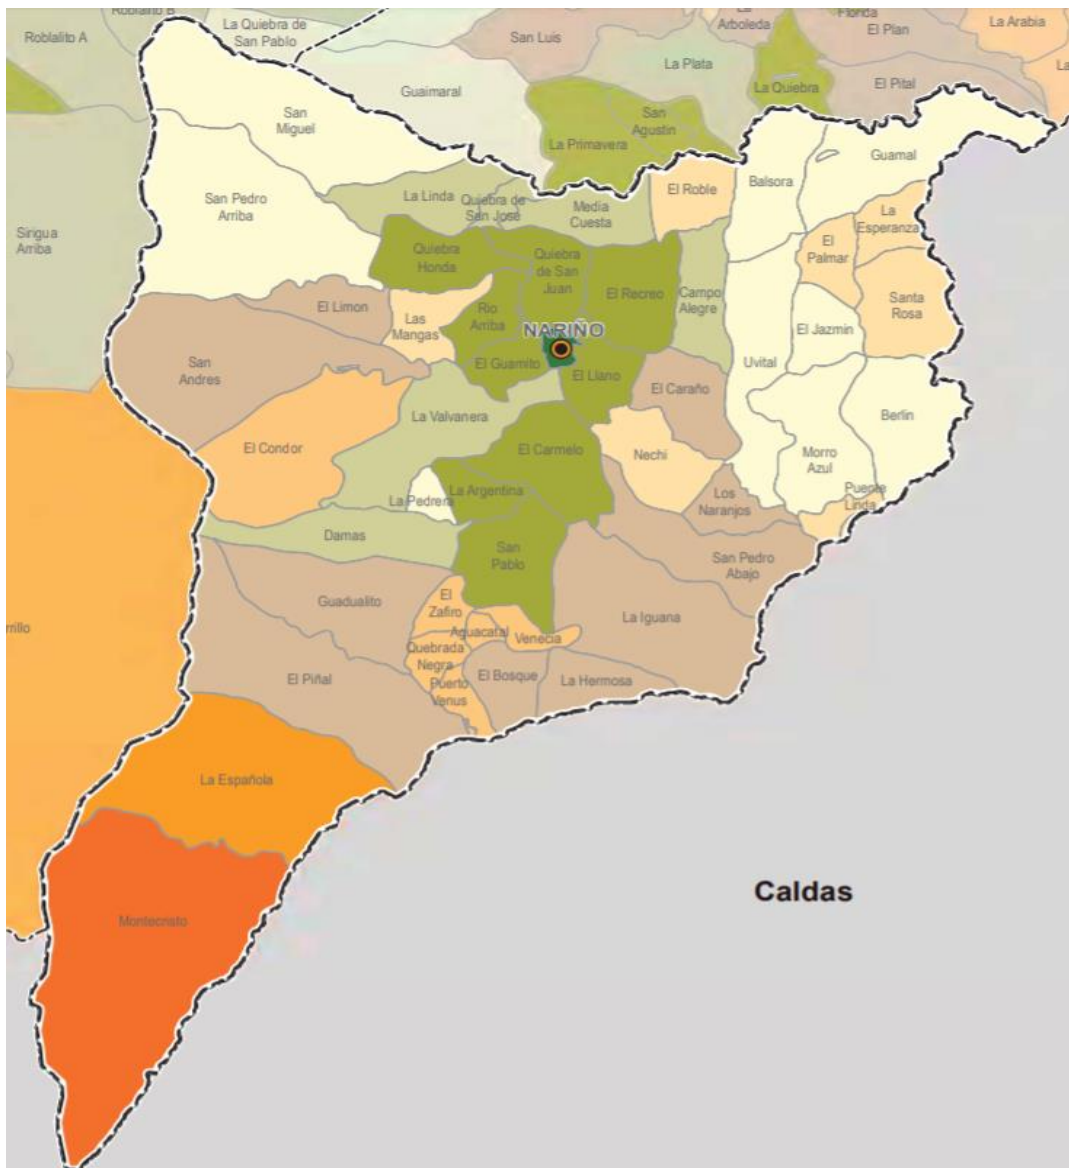 Roblalito B
La Quiebra de
San Pablo
Roblalito A
San Luis
La
Arboleda
Florida
El Plan
La Arabia
La Plata
La Quiebra
El Pital
La
Guaimaral
San
Miguel
San
Agustin
La Primavera
Guamal
San Pedro
Arriba
La Linda
Quiebra de
San José
Media
Cuesta
El Roble
Balsora
La
Esperanza
Sirigua
Arriba
Quiebra
Honda
Quiebra
de San
Juan
El Recreo
Campo
Alegre
El
Palmar
Santa
Rosa
El Limon
Las
Mangas
Rio
Arriba
NARIÑO
El Jazmin
San
Andres
El Guamito
El Llano
El Caraño
Uvital
La Valvanera
Berlin
El Condor
El Carmelo
Nechi
Morro
Azul
La Pedrera
La Argentina
Los
Naranjos
Puente
Linda
Damas
San
Pablo
San Pedro
Abajo
Guadualito
El
Zafiro
La Iguana
rrillo
Aguacatal
Venecia
Quebrada
Negra
El Piñal
Puerto
Venus
El Bosque
La Hermosa
La Española
Caldas
Montecristo